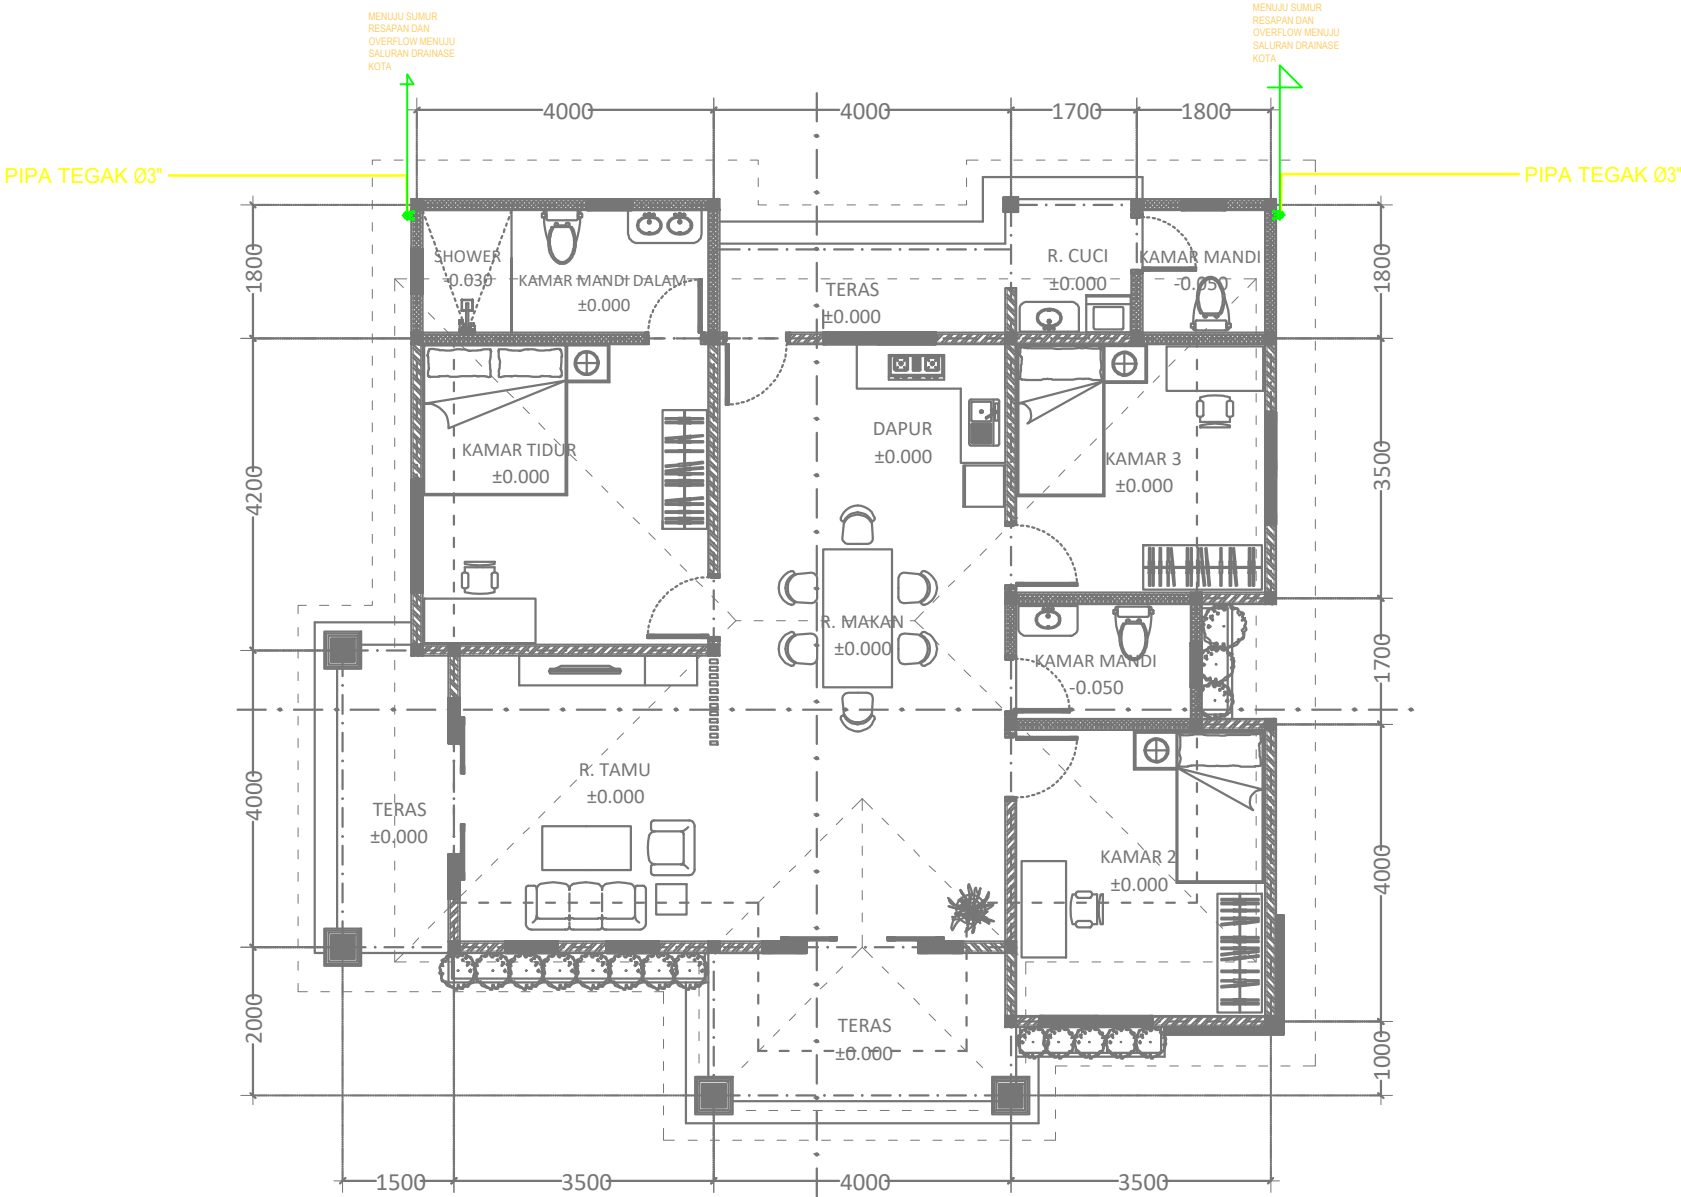 MENUJU SUMUR
RESAPAN DAN
OVERFLOW MENUJU
SALURAN DRAINASE
KOTA
MENUJU SUMUR
RESAPAN DAN
OVERFLOW MENUJU
SALURAN DRAINASE
KOTA
4000
4000
1700
1800
PIPA TEGAK Ø3"
PIPA TEGAK Ø3"
1800
4200
4000
2000
SHOWER
-0.030
KAMAR MANDI DALAM
±0.000
TERAS
±0.000
R. CUCI
±0.000
KAMAR MANDI
-0.050
1800
3500
1700
4000
1000
KAMAR TIDUR
±0.000
DAPUR
±0.000
KAMAR 3
±0.000
R. MAKAN
±0.000
KAMAR MANDI
-0.050
R. TAMU
±0.000
TERAS
±0.000
KAMAR 2
±0.000
TERAS
±0.000
1500
3500
4000
3500